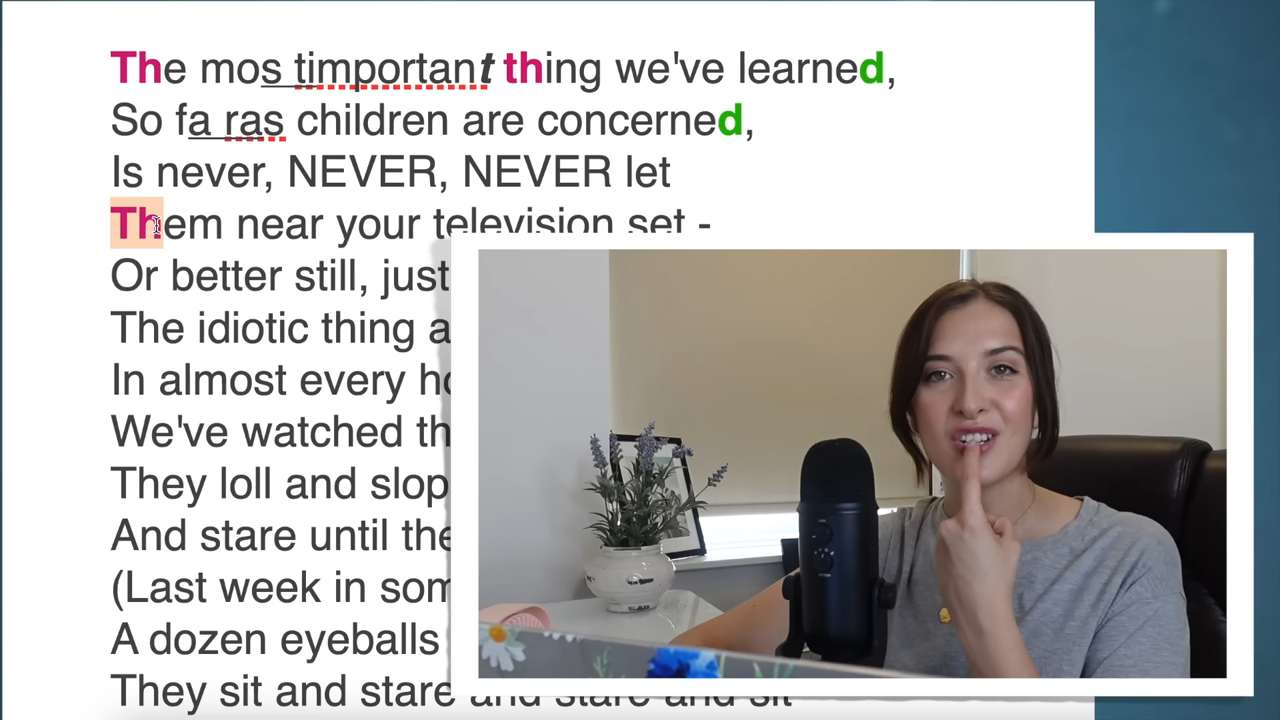 The mos timportant thing we've learned,
So fa ras children are concerned,
Is never, NEVER, NEVER let
Them near your television set -
Or better still, just
The idiotic thing a
In almost every
We've watched th
They loll and slop
And stare until the
(Last week in som
A dozen eyeballs
They sit and stare and stare and sit